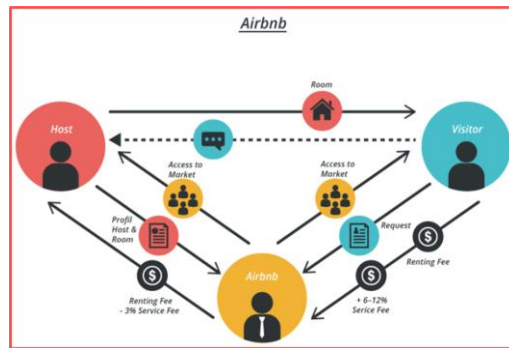 Airbnb
Room
Host
Visitor
Access to
Market
Access to
Market
Profil
Host &
Room
Request
Renting Fee
Airbnb
Renting Fee
- 3% Service Fee
+ 6-12%
Serice Fee